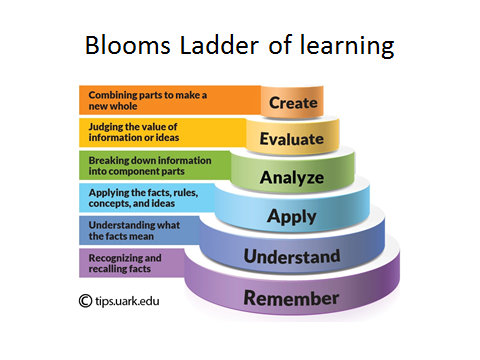 Blooms Ladder of learning
Combining parts to make a
new whole
Create
Judging the value of
information or ideas
Evaluate
Breaking down information
into component parts
Analyze
Applying the facts, rules,
concepts, and ideas
Apply
Understanding what
the facts mean
Understand
Recognizing and
recalling facts
Remember
© tips.uark.edu